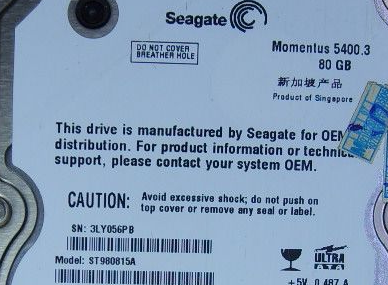 Seagate
DO NOT COVER
BREATHER HOLE
Momentus 5400.3
80 GB
新加坡产品
Product of Singapore
This drive is manufactured by Seagate for OEM
distribution. For product information or technic
support, please contact your system OEM.
CAUTION: Avoid excessive shock; do not push on
top cover or remove any seal or label.
SN: 3LY056PB
Model: ST980815A
ULTRA
ATA
+5V 0.487 A